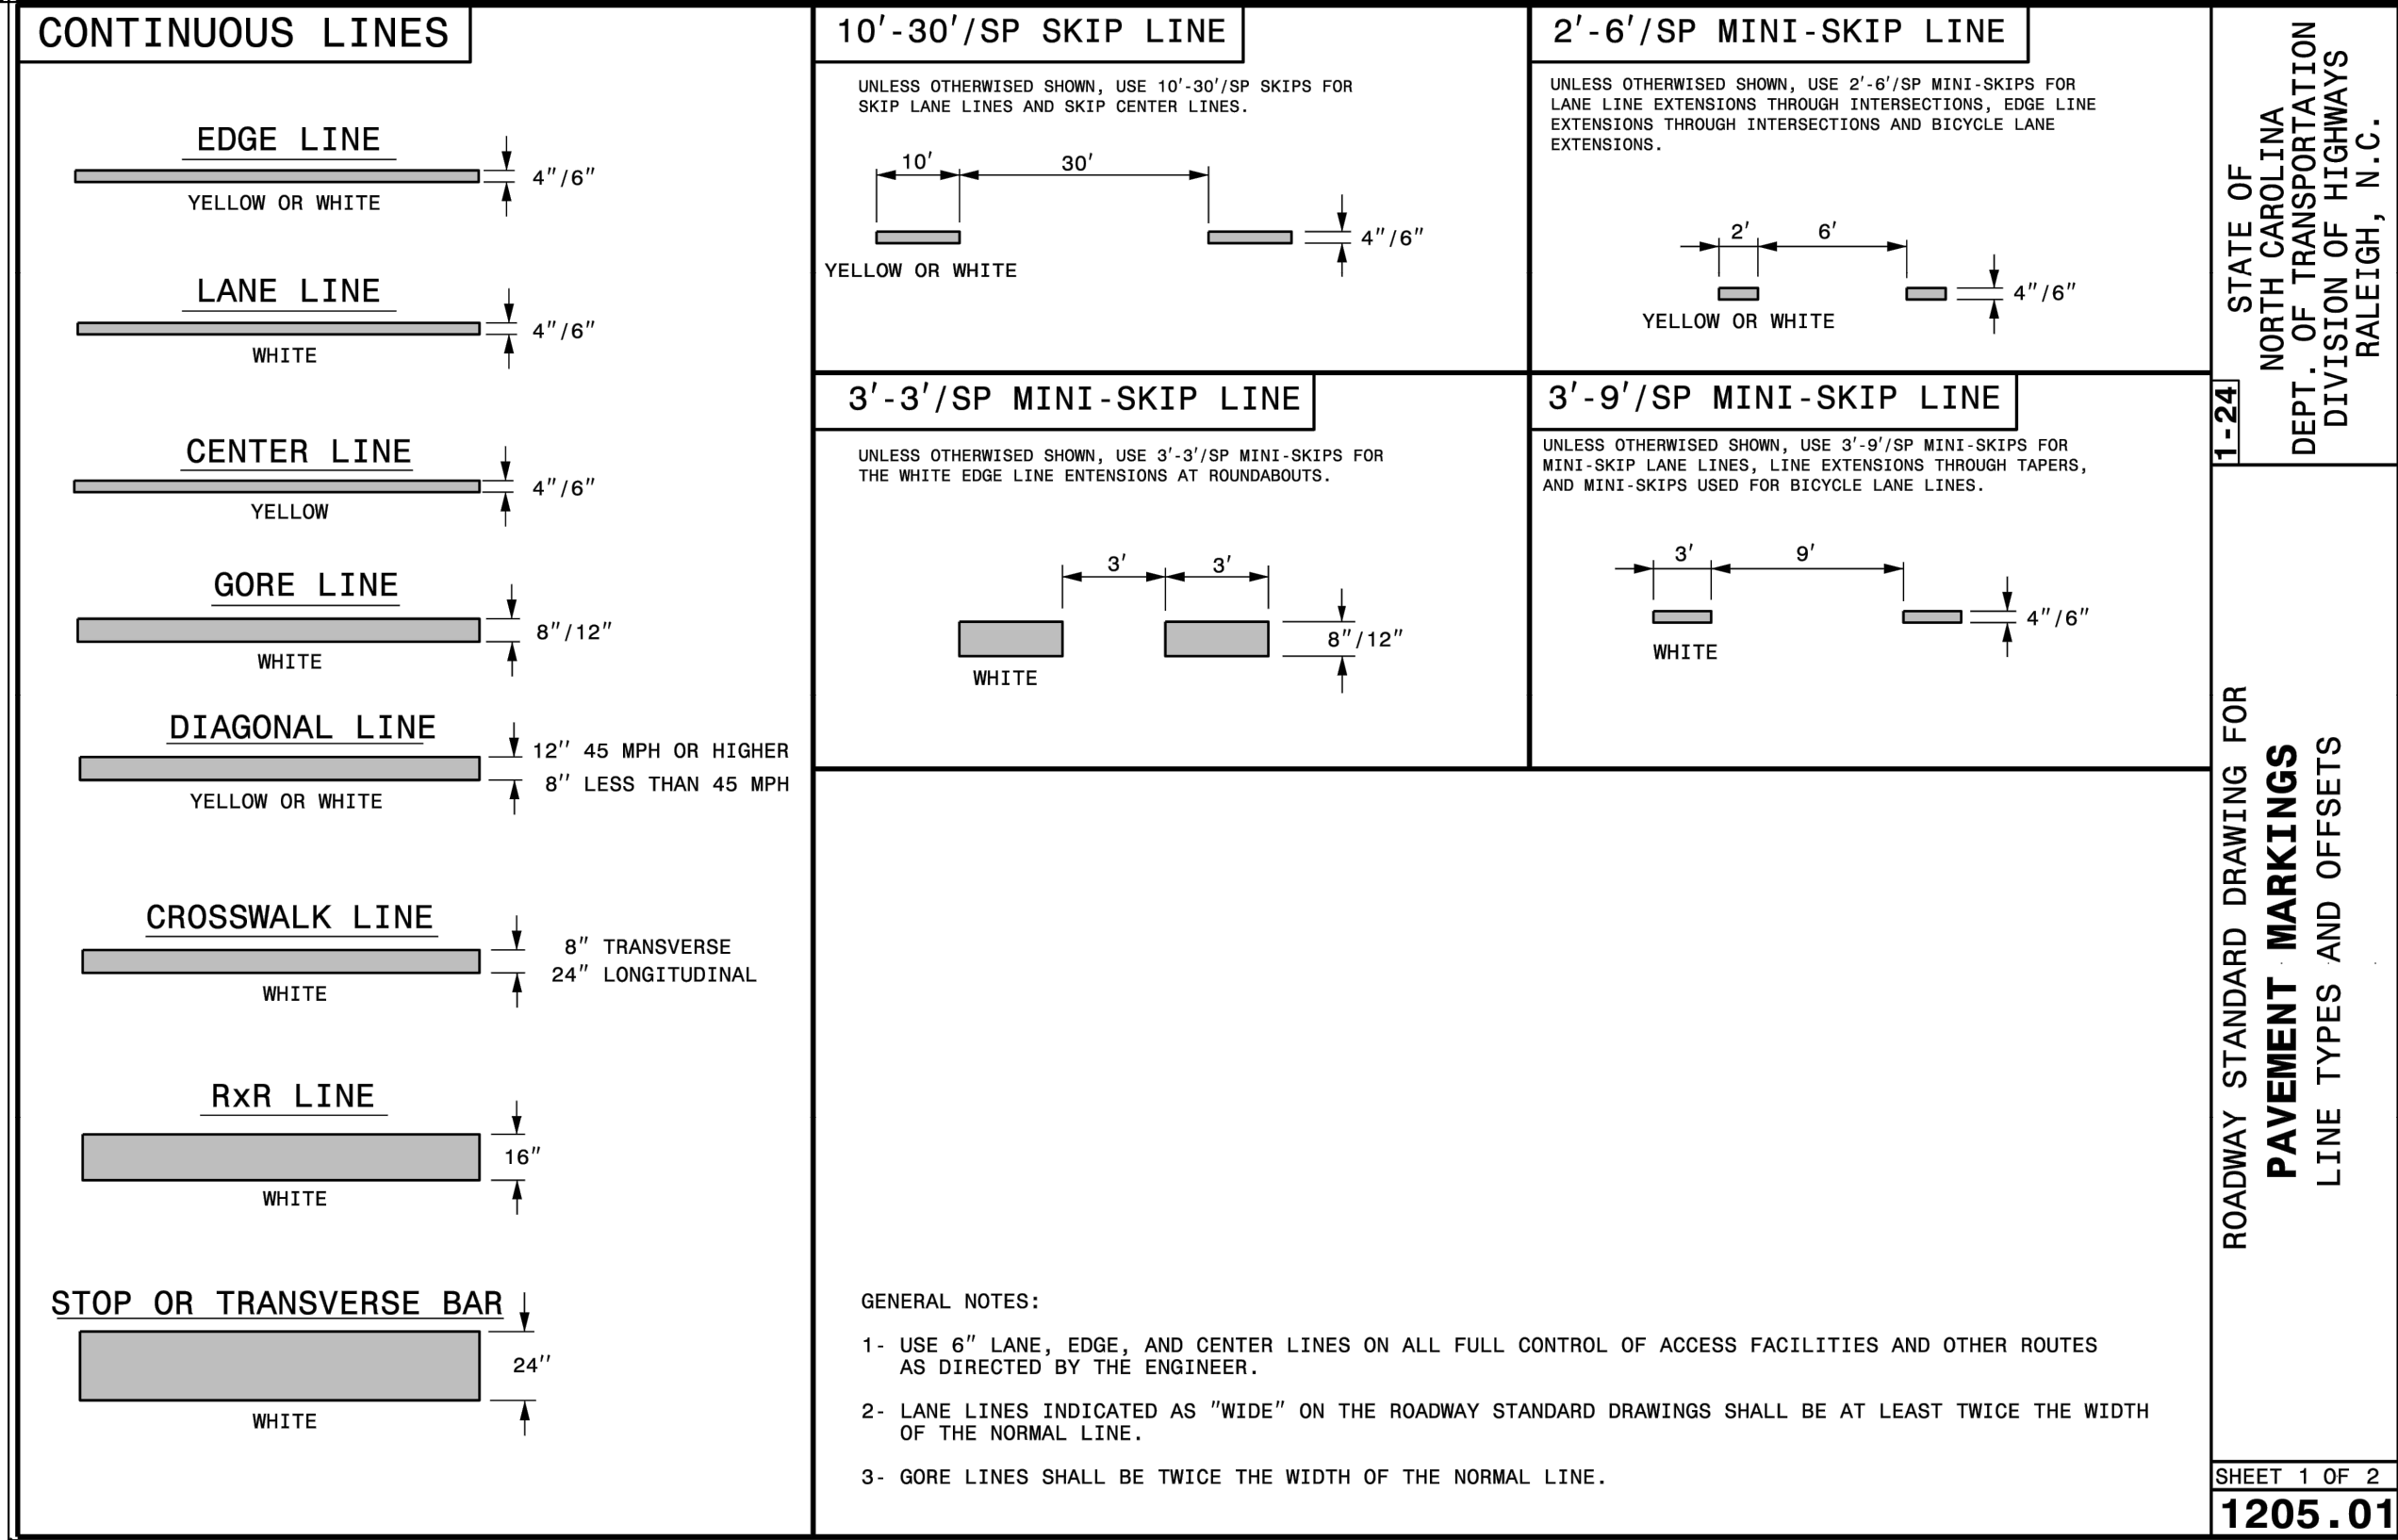 CONTINUOUS LINES
EDGE LINE
4"/6"
YELLOW OR WHITE
LANE LINE
4"/6"
WHITE
CENTER LINE
4"/6"
YELLOW
GORE LINE
8"/12"
WHITE
DIAGONAL LINE
12'' 45 MPH OR HIGHER
8'' LESS THAN 45 MPH
YELLOW OR WHITE
CROSSWALK LINE
8" TRANSVERSE
24" LONGITUDINAL
WHITE
RxR LINE
16"
WHITE
STOP OR TRANSVERSE BAR
24''
WHITE
10'-30'/SP SKIP LINE
UNLESS OTHERWISED SHOWN, USE 10'-30'/SP SKIPS FOR
SKIP LANE LINES AND SKIP CENTER LINES.
10' 30'
4"/6"
YELLOW OR WHITE
2'-6'/SP MINI-SKIP LINE
UNLESS OTHERWISED SHOWN, USE 2'-6'/SP MINI-SKIPS FOR
LANE LINE EXTENSIONS THROUGH INTERSECTIONS, EDGE LINE
EXTENSIONS THROUGH INTERSECTIONS AND BICYCLE LANE
EXTENSIONS.
2' 6'
4"/6"
YELLOW OR WHITE
3'-3'/SP MINI-SKIP LINE
UNLESS OTHERWISED SHOWN, USE 3'-3'/SP MINI-SKIPS FOR
THE WHITE EDGE LINE ENTENSIONS AT ROUNDABOUTS.
3' 3'
8"/12"
WHITE
3'-9'/SP MINI-SKIP LINE
UNLESS OTHERWISED SHOWN, USE 3'-9'/SP MINI-SKIPS FOR
MINI-SKIP LANE LINES, LINE EXTENSIONS THROUGH TAPERS,
AND MINI-SKIPS USED FOR BICYCLE LANE LINES.
3' 9'
4"/6"
WHITE
GENERAL NOTES:
1- USE 6" LANE, EDGE, AND CENTER LINES ON ALL FULL CONTROL OF ACCESS FACILITIES AND OTHER ROUTES
AS DIRECTED BY THE ENGINEER.
2- LANE LINES INDICATED AS "WIDE" ON THE ROADWAY STANDARD DRAWINGS SHALL BE AT LEAST TWICE THE WIDTH
OF THE NORMAL LINE.
3- GORE LINES SHALL BE TWICE THE WIDTH OF THE NORMAL LINE.
1-24
STATE OF
NORTH CAROLINA
DEPT. OF TRANSPORTATION
DIVISION OF HIGHWAYS
RALEIGH, N.C.
ROADWAY STANDARD DRAWING FOR
PAVEMENT MARKINGS
LINE TYPES AND OFFSETS
SHEET 1 OF 2
1205.01